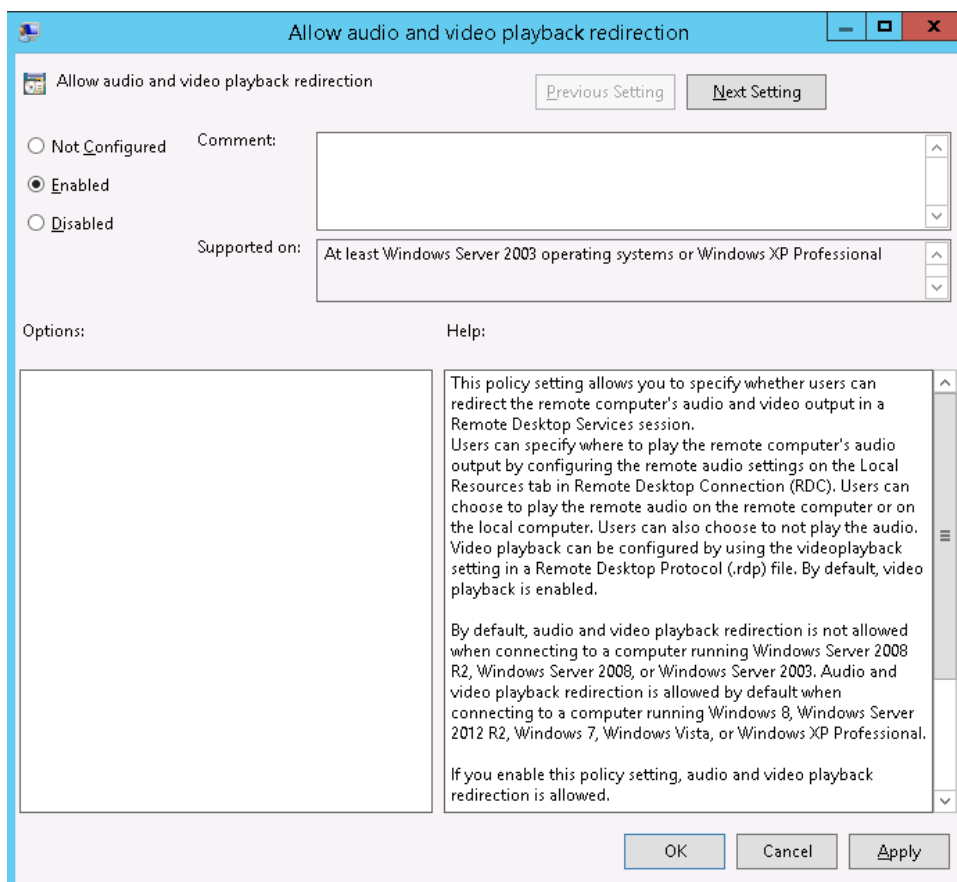 Allow audio and video playback redirection
x
Allow audio and video playback redirection
Previous Setting
Next Setting
Not Configured
Comment:
Enabled
Disabled
Supported on:
At least Windows Server 2003 operating systems or Windows XP Professional
Options:
Help:
This policy setting allows you to specify whether users can
redirect the remote computer's audio and video output in a
Remote Desktop Services session.
Users can specify where to play the remote computer's audio
output by configuring the remote audio settings on the Local
Resources tab in Remote Desktop Connection (RDC). Users can
choose to play the remote audio on the remote computer or on
the local computer. Users can also choose to not play the audio.
Video playback can be configured by using the videoplayback
setting in a Remote Desktop Protocol (.rdp) file. By default, video
playback is enabled.
By default, audio and video playback redirection is not allowed
when connecting to a computer running Windows Server 2008
R2, Windows Server 2008, or Windows Server 2003. Audio and
video playback redirection is allowed by default when
connecting to a computer running Windows 8, Windows Server
2012 R2, Windows 7, Windows Vista, or Windows XP Professional.
If you enable this policy setting, audio and video playback
redirection is allowed.
OK
Cancel
Apply